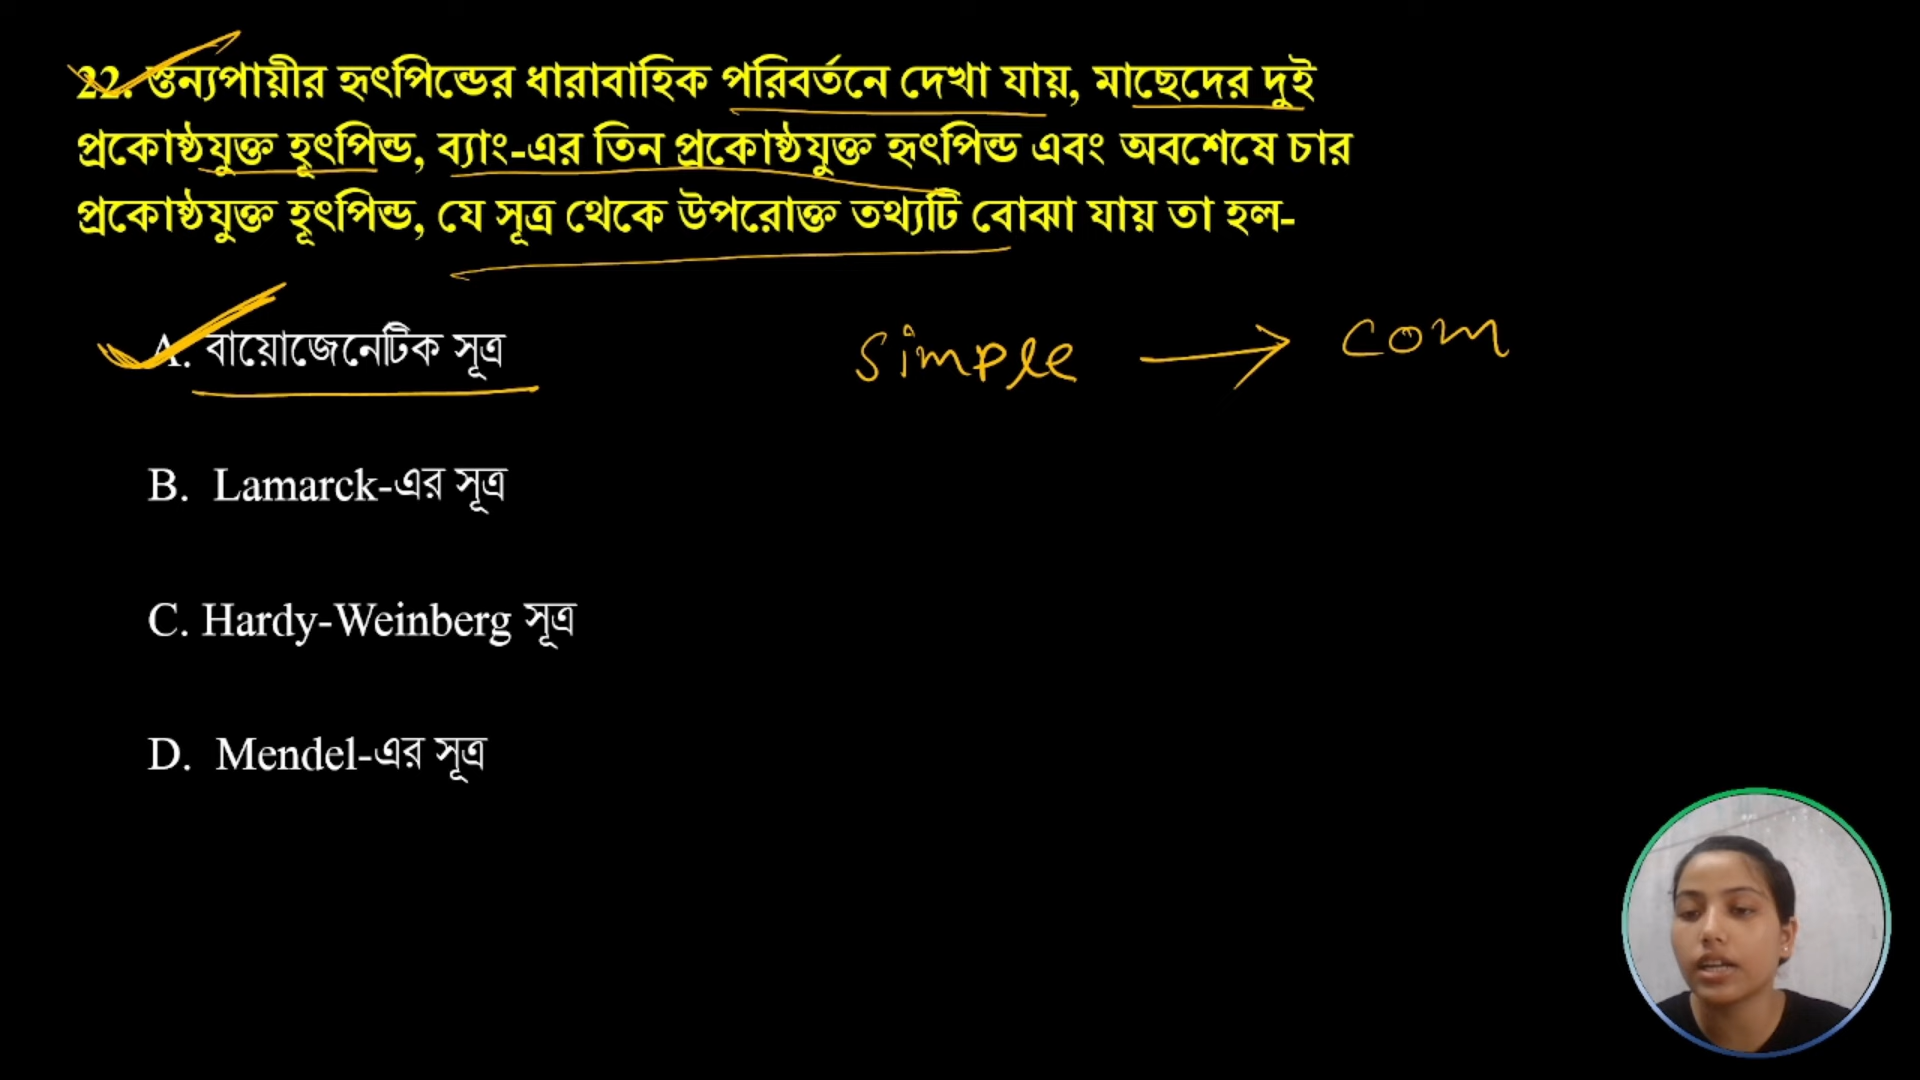 22. স্তন্যপায়ীর হৃৎপিন্ডের ধারাবাহিক পরিবর্তনে দেখা যায়, মাছেদের দুই
প্রকোষ্ঠযুক্ত হূৎপিন্ড, ব্যাং-এর তিন প্রকোষ্ঠযুক্ত হৃৎপিন্ড এবং অবশেষে চার
প্রকোষ্ঠযুক্ত হূৎপিন্ড, যে সূত্র থেকে উপরোক্ত তথ্যটি বোঝা যায় তা হল-
A. বায়োজেনেটিক সূত্র
simple → com
B. Lamarck-এর সূত্র
C. Hardy-Weinberg সূত্র
D. Mendel-এর সূত্র